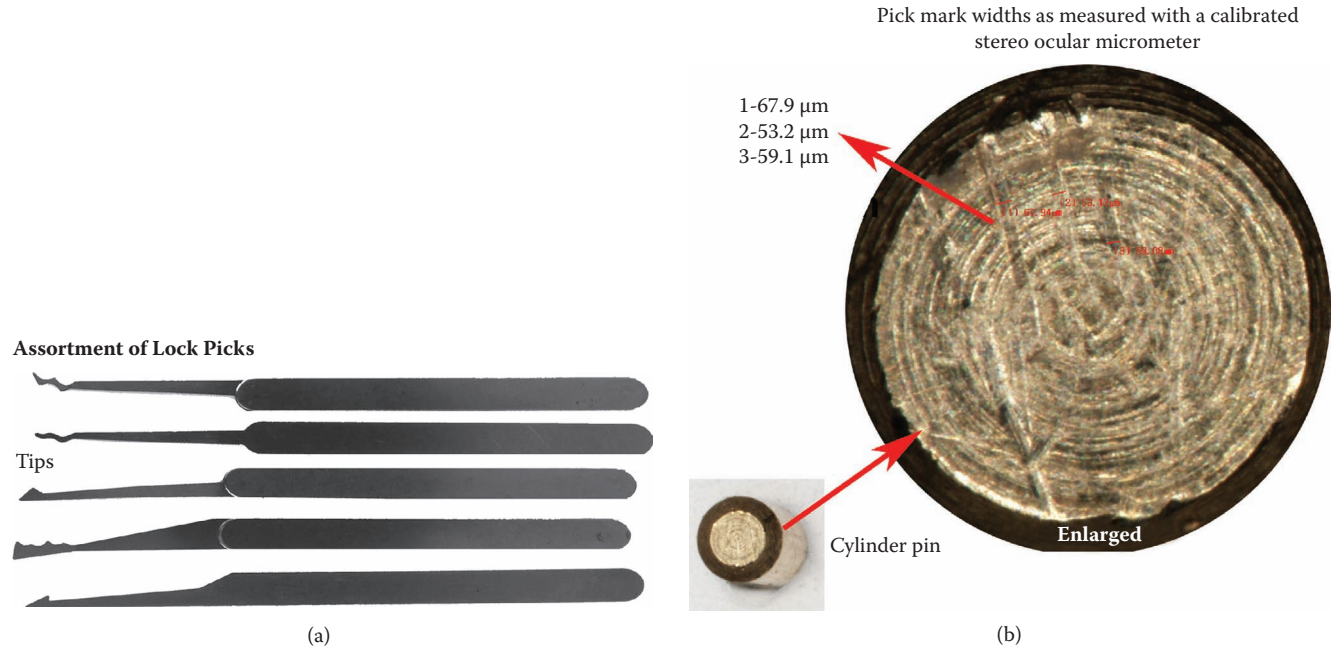 Pick mark widths as measured with a calibrated
stereo ocular micrometer
1-67.9 µm
2-53.2 µm
3-59.1 µm
Assortment of Lock Picks
Tips
Cylinder pin
Enlarged
(a)
(b)